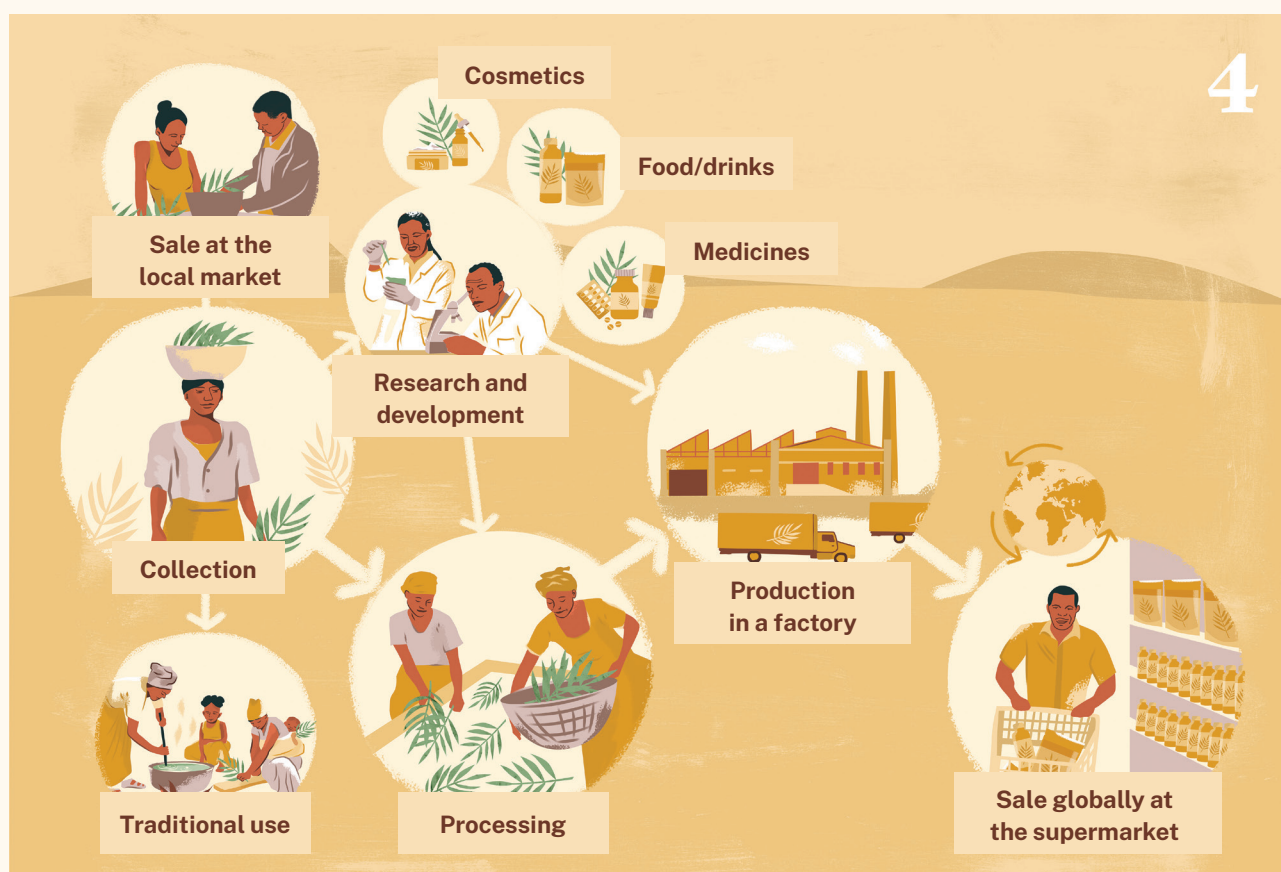 4
Cosmetics
Food/drinks
Medicines
Sale at the
local market
Research and
development
Collection
Production
in a factory
Traditional use
Processing
Sale globally at
the supermarket